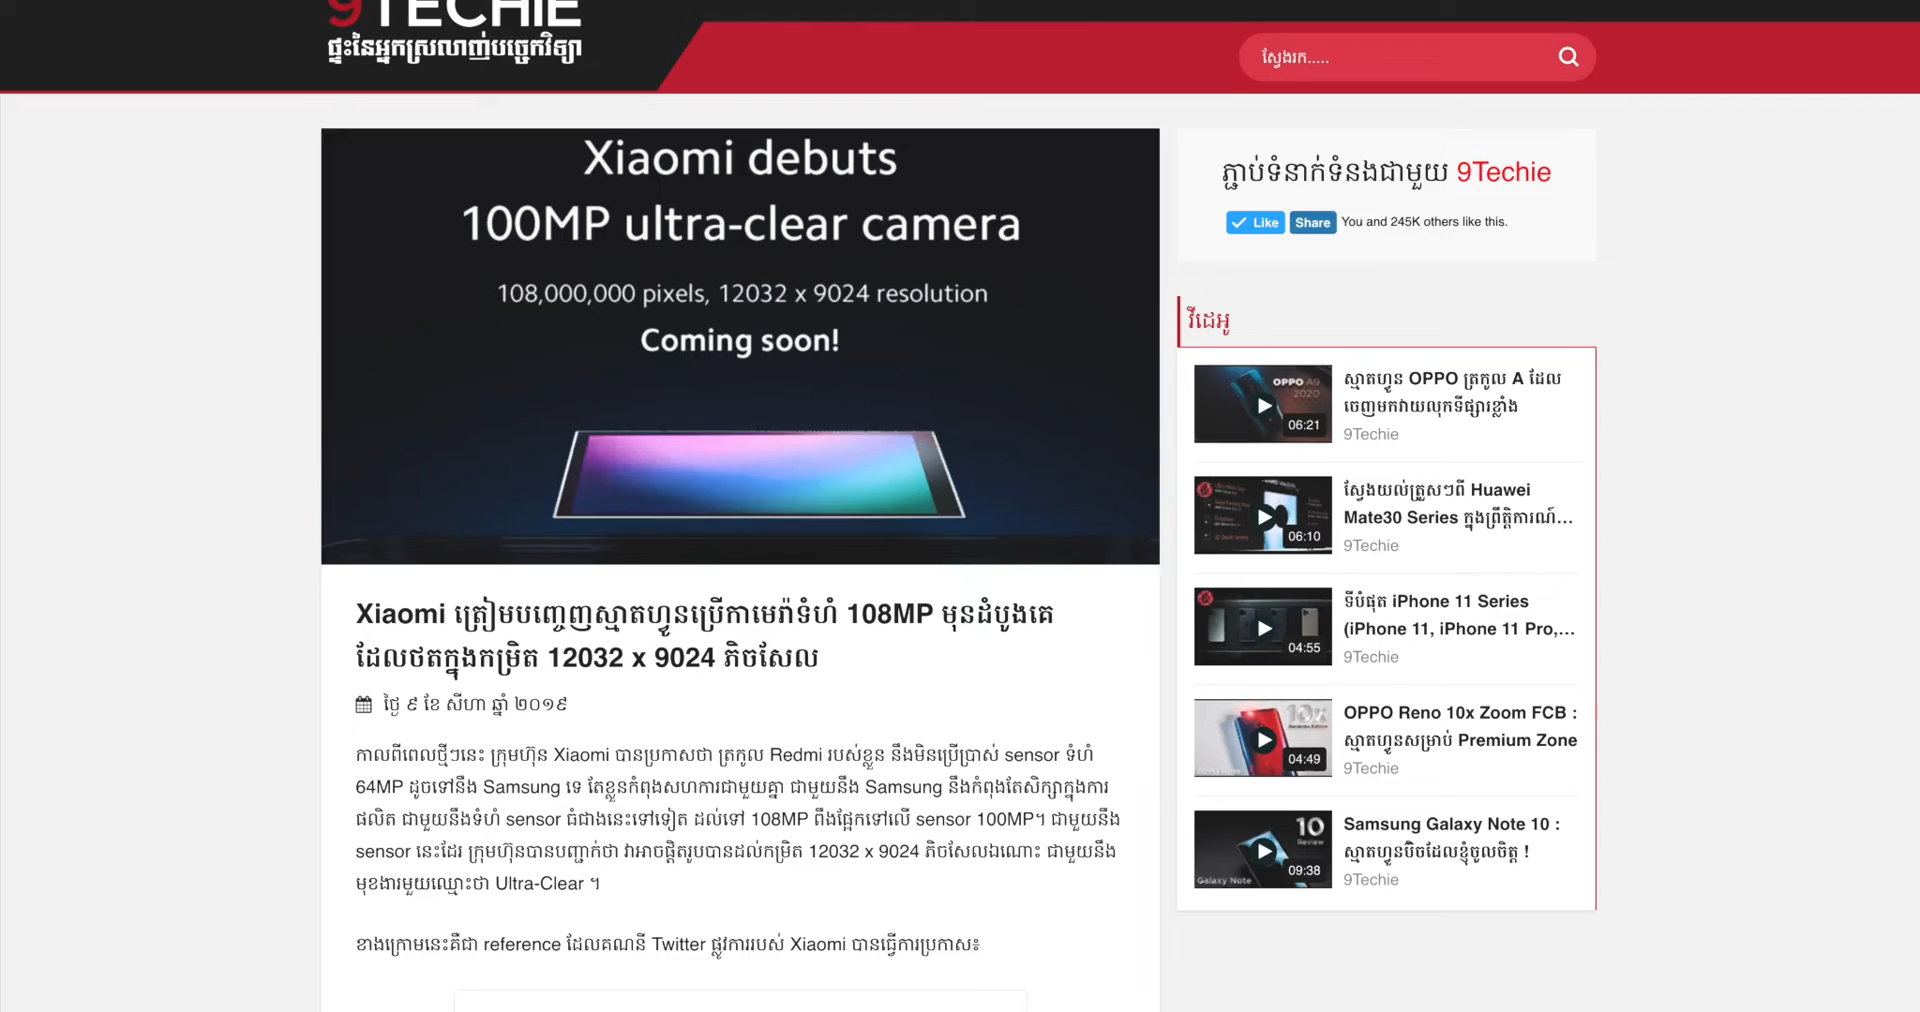 9TECHIE
ផ្ទះនៃអ្នកស្រលាញ់បច្ចេកវិទ្យា
ស្វែងរក.....
Xiaomi debuts
100MP ultra-clear camera
108,000,000 pixels, 12032 x 9024 resolution
Coming soon!
Xiaomi ត្រៀមបញ្ចេញស្មាតហ្វូនប្រើកាមេរ៉ាទំហំ 108MP មុនដំបូងគេ
ដែលថតក្នុងកម្រិត 12032 x 9024 ភិចសែល
ថ្ងៃ ៩ ខែ សីហា ឆ្នាំ ២០១៩
កាលពីពេលថ្មីៗនេះ ក្រុមហ៊ុន Xiaomi បានប្រកាសថា ត្រកូល Redmi របស់ខ្លួន នឹងមិនប្រើប្រាស់ sensor ទំហំ
64MP ដូចទៅនឹង Samsung ទេ តែខ្លួនកំពុងសហការជាមួយគ្នា ជាមួយនឹង Samsung នឹងកំពុងតែសិក្សាក្នុងការ
ផលិត ជាមួយនឹងទំហំ sensor ធំជាងនេះទៅទៀត ដល់ទៅ 108MP ពឹងផ្អែកទៅលើ sensor 100MP។ ជាមួយនឹង
sensor នេះដែរ ក្រុមហ៊ុនបានបញ្ជាក់ថា វាអាចផ្តិតរូបបានដល់កម្រិត 12032 x 9024 ភិចសែលឯណោះ ជាមួយនឹង
មុខងារមួយឈ្មោះថា Ultra-Clear ។
ខាងក្រោមនេះគឺជា reference ដែលគណនី Twitter ផ្លូវការរបស់ Xiaomi បានធ្វើការប្រកាស៖
ភ្ជាប់ទំនាក់ទំនងជាមួយ 9Techie
Like Share You and 245K others like this.
វីដេអូ
OPPO A9
2020
06:21
ស្មាតហ្វូន OPPO ត្រកូល A ដែល
ចេញមកវាយលុកទីផ្សារខ្លាំង
9Techie
06:10
ស្វែងយល់ត្រួសៗពី Huawei
Mate30 Series ក្នុងព្រឹត្តិការណ៍...
9Techie
04:55
ទីបំផុត iPhone 11 Series
(iPhone 11, iPhone 11 Pro,...
9Techie
10x
04:49
OPPO Reno 10x Zoom FCB :
ស្មាតហ្វូនសម្រាប់ Premium Zone
9Techie
10
Review
Galaxy Note
09:38
Samsung Galaxy Note 10 :
ស្មាតហ្វូនប៊ិចដែលខ្ញុំចូលចិត្ត !
9Techie